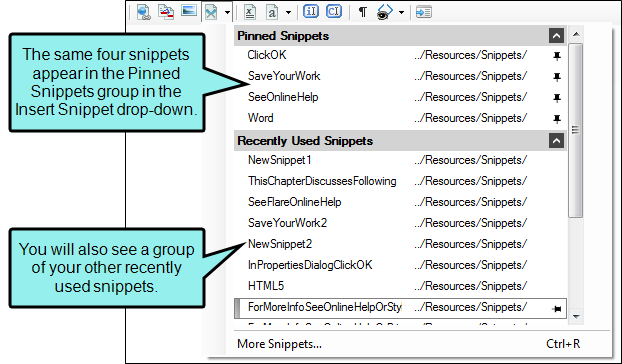 The same four snippets
appear in the Pinned
Snippets group in the
Insert Snippet drop-down.
Pinned Snippets
ClickOK ../Resources/Snippets/
SaveYourWork ../Resources/Snippets/
SeeOnlineHelp ../Resources/Snippets/
Word ../Resources/Snippets/
Recently Used Snippets
NewSnippet1 ../Resources/Snippets/
ThisChapterDiscussesFollowing ../Resources/Snippets/
SeeFlareOnlineHelp ../Resources/Snippets/
SaveYourWork2 ../Resources/Snippets/
You will also see a group
of your other recently
used snippets.
NewSnippet2 ../Resources/Snippets/
InPropertiesDialogClickOK ../Resources/Snippets/
HTML5 ../Resources/Snippets/
ForMoreInfoSeeOnlineHelpOrSty ../Resources/Snippets/
More Snippets... Ctrl+R